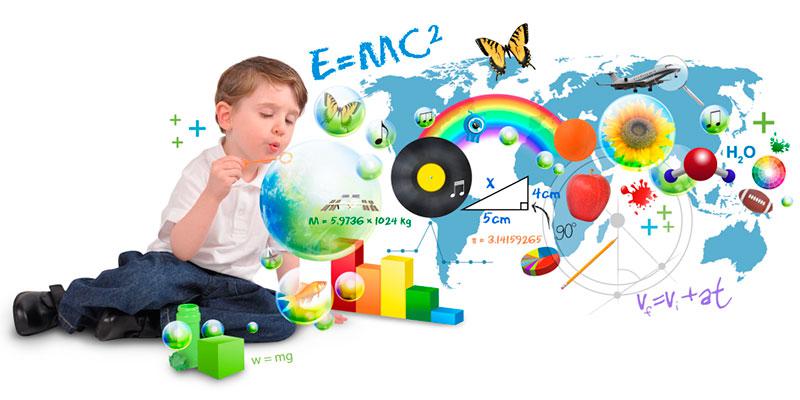 E=MC²
H₂O
X
4cm
5cm
90°
M = 5.9736 x 1024 kg
π = 3.14159265
v_f=v_i+at
w = mg